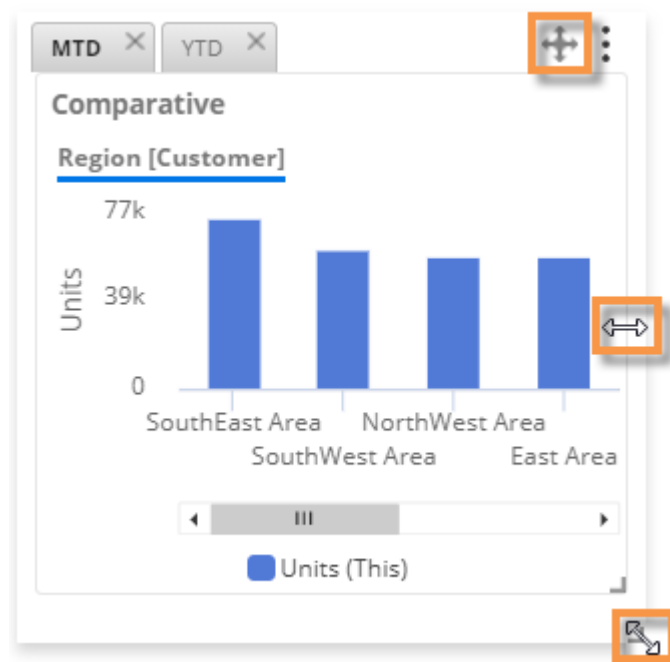 MTD YTD
Comparative
Region [Customer]
77k
Units
39k
0
SouthEast Area NorthWest Area
SouthWest Area East Area
Units (This)